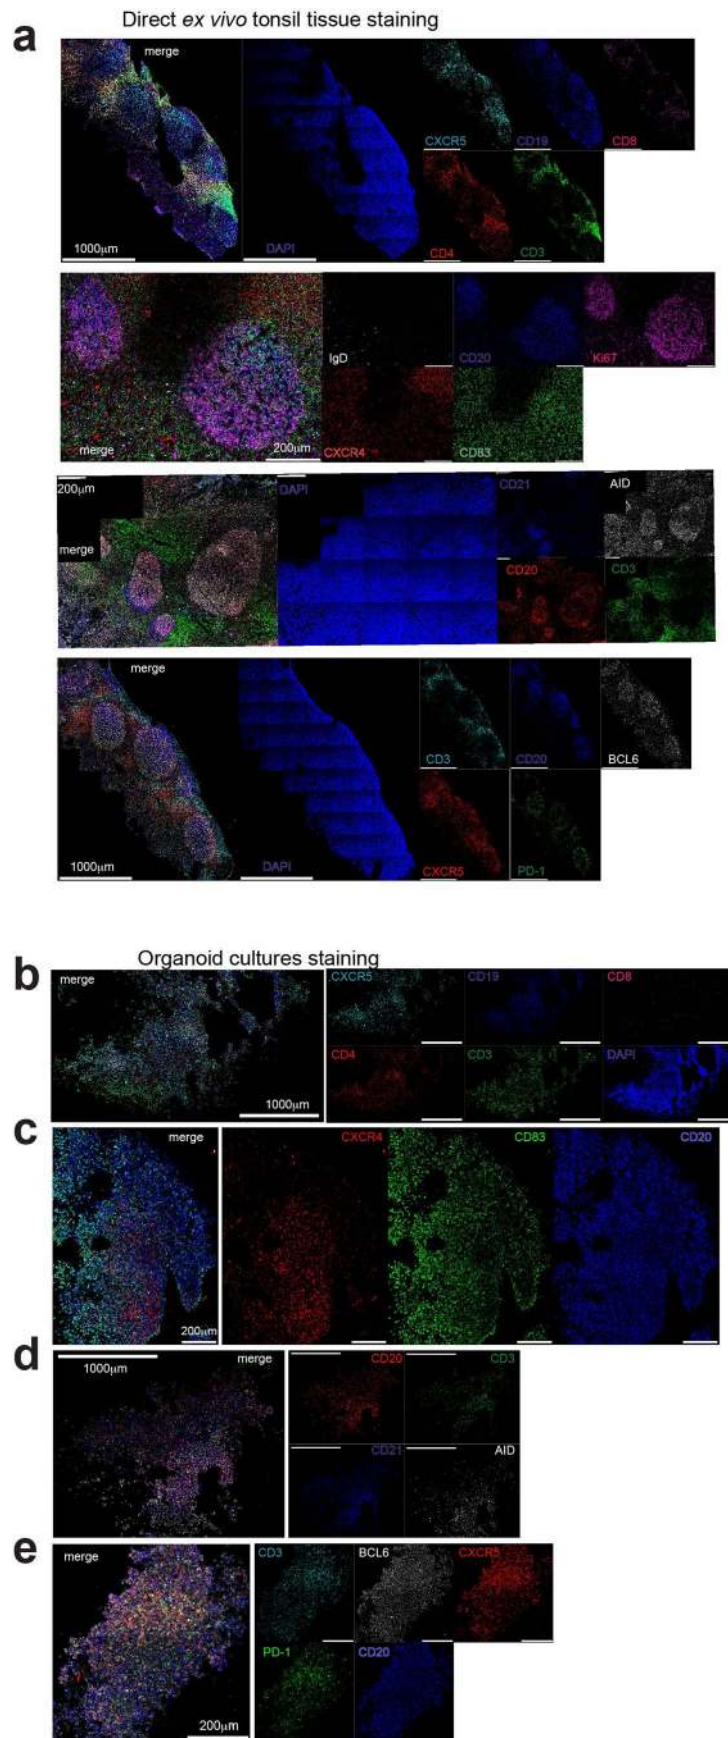 Direct ex vivo tonsil tissue staining
a
merge
1000μm
DAPI
CXCR5
CD19
CD8
CD4
CD3
merge
200μm
IgD
CD20
Ki67
CXCR4
CD83
200μm
merge
DAPI
CD21
AID
CD20
CD3
merge
1000μm
DAPI
CD3
CD20
BCL6
CXCR5
PD-1
Organoid cultures staining
b
merge
1000μm
CXCR5
CD19
CD8
CD4
CD3
DAPI
c
merge
200μm
CXCR4
CD83
CD20
d
1000μm
merge
CD20
CD3
CD21
AID
e
merge
200μm
CD3
BCL6
CXCR5
PD-1
CD20